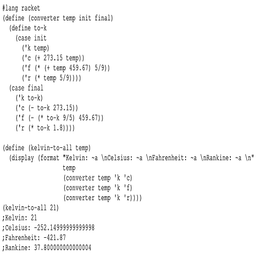 #lang racket
(define (converter temp init final)
  (define to-k
    (case init
      ('k temp)
      ('c (+ 273.15 temp))
      ('f (* (+ temp 459.67) 5/9))
      ('r (* temp 5/9))))
  (case final
    ('k to-k)
    ('c (- to-k 273.15))
    ('f (- (* to-k 9/5) 459.67))
    ('r (* to-k 1.8))))

(define (kelvin-to-all temp)
  (display (format "Kelvin: ~a \nCelsius: ~a \nFahrenheit: ~a \nRankine: ~a \n"
                   temp
                   (converter temp 'k 'c)
                   (converter temp 'k 'f)
                   (converter temp 'k 'r))))
(kelvin-to-all 21)
;Kelvin: 21
;Celsius: -252.14999999999998
;Fahrenheit: -421.87
;Rankine: 37.800000000000004